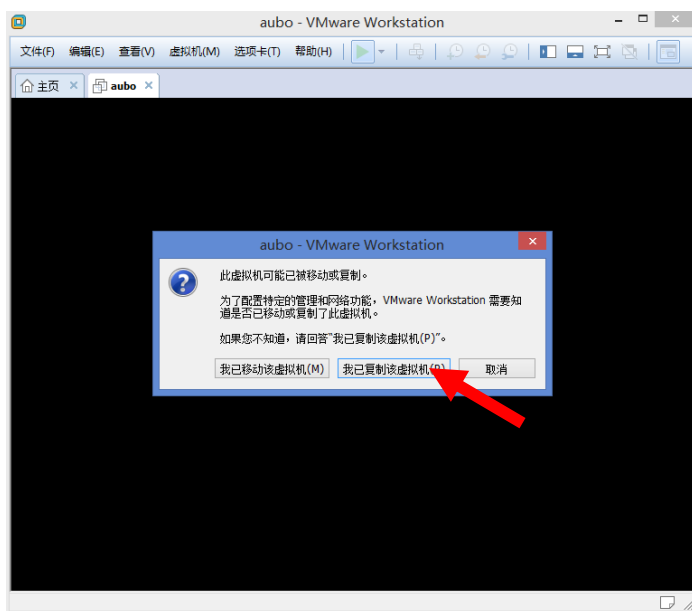 aubo - VMware Workstation
文件(F) 编辑(E) 查看(V) 虚拟机(M) 选项卡(T) 帮助(H)
主页 aubo
aubo - VMware Workstation
此虚拟机可能已被移动或复制。
为了配置特定的管理和网络功能，VMware Workstation 需要知
道是否已移动或复制了此虚拟机。
如果您不知道，请回答“我已复制该虚拟机(P)”。
我已移动该虚拟机(M) 我已复制该虚拟机(P) 取消